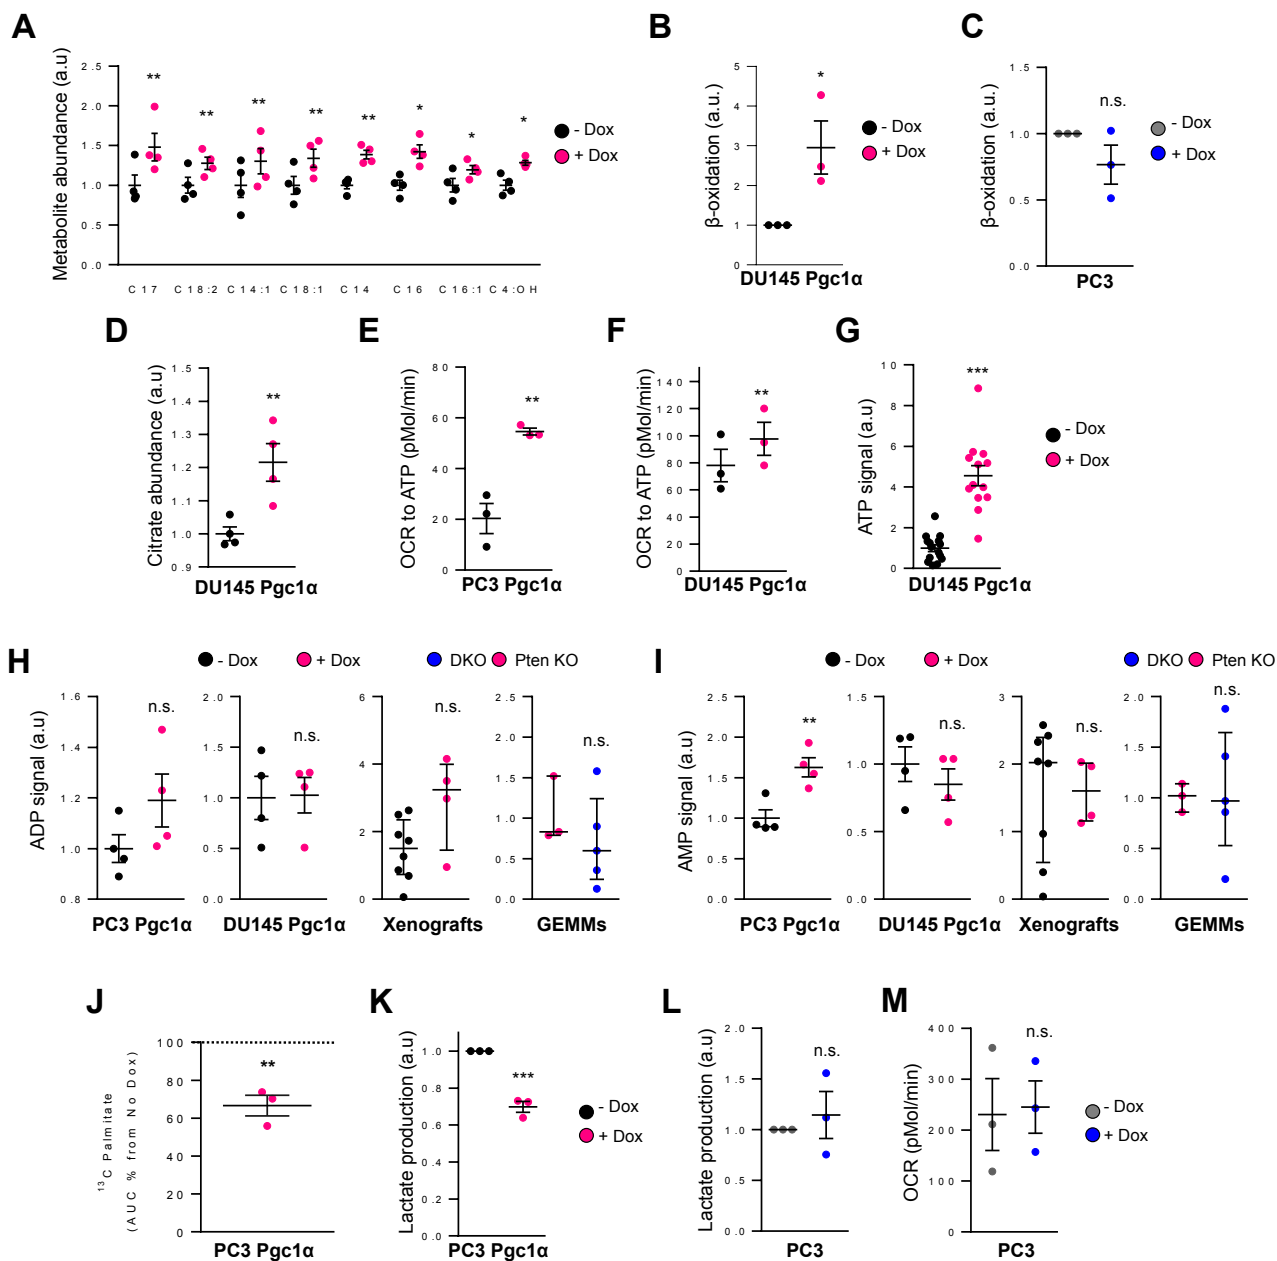 A
Metabolite abundance (a.u)
2.5
2.0
1.5
1.0
0.5
0.0
** ** ** ** ** * * *
C17 C18:2 C14:1 C18:1 C14 C16 C16:1 C4:OH
- Dox
+ Dox
B
β-oxidation (a.u.)
5
4
3
2
1
0
*
DU145 Pgc1α
- Dox
+ Dox
C
β-oxidation (a.u.)
1.5
1.0
0.5
0.0
n.s.
PC3
- Dox
+ Dox
D
Citrate abundance (a.u)
1.5
1.4
1.3
1.2
1.1
1.0
0.9
**
DU145 Pgc1α
E
OCR to ATP (pMol/min)
80
60
40
20
0
**
PC3 Pgc1α
F
OCR to ATP (pMol/min)
140
120
100
80
60
40
20
0
**
DU145 Pgc1α
G
ATP signal (a.u)
10
8
6
4
2
0
***
DU145 Pgc1α
- Dox
+ Dox
H
- Dox + Dox DKO Pten KO
ADP signal (a.u)
1.6
1.4
1.2
1.0
0.8
n.s.
PC3 Pgc1α
2.0
1.5
1.0
0.5
0.0
n.s.
DU145 Pgc1α
6
4
2
0
n.s.
Xenografts
2.5
2.0
1.5
1.0
0.5
0.0
n.s.
GEMMs
I
- Dox + Dox DKO Pten KO
AMP signal (a.u)
2.5
2.0
1.5
1.0
0.5
0.0
**
PC3 Pgc1α
1.5
1.0
0.5
0.0
n.s.
DU145 Pgc1α
3
2
1
0
n.s.
Xenografts
2.0
1.5
1.0
0.5
0.0
n.s.
GEMMs
J
13C Palmitate
(AUC % from No Dox)
100
80
60
40
20
0
**
PC3 Pgc1α
K
Lactate production (a.u)
1.0
0.8
0.6
0.4
0.2
0.0
***
PC3 Pgc1α
- Dox
+ Dox
L
Lactate production (a.u)
2.0
1.5
1.0
0.5
0.0
n.s.
PC3
M
OCR (pMol/min)
400
300
200
100
0
n.s.
PC3
- Dox
+ Dox